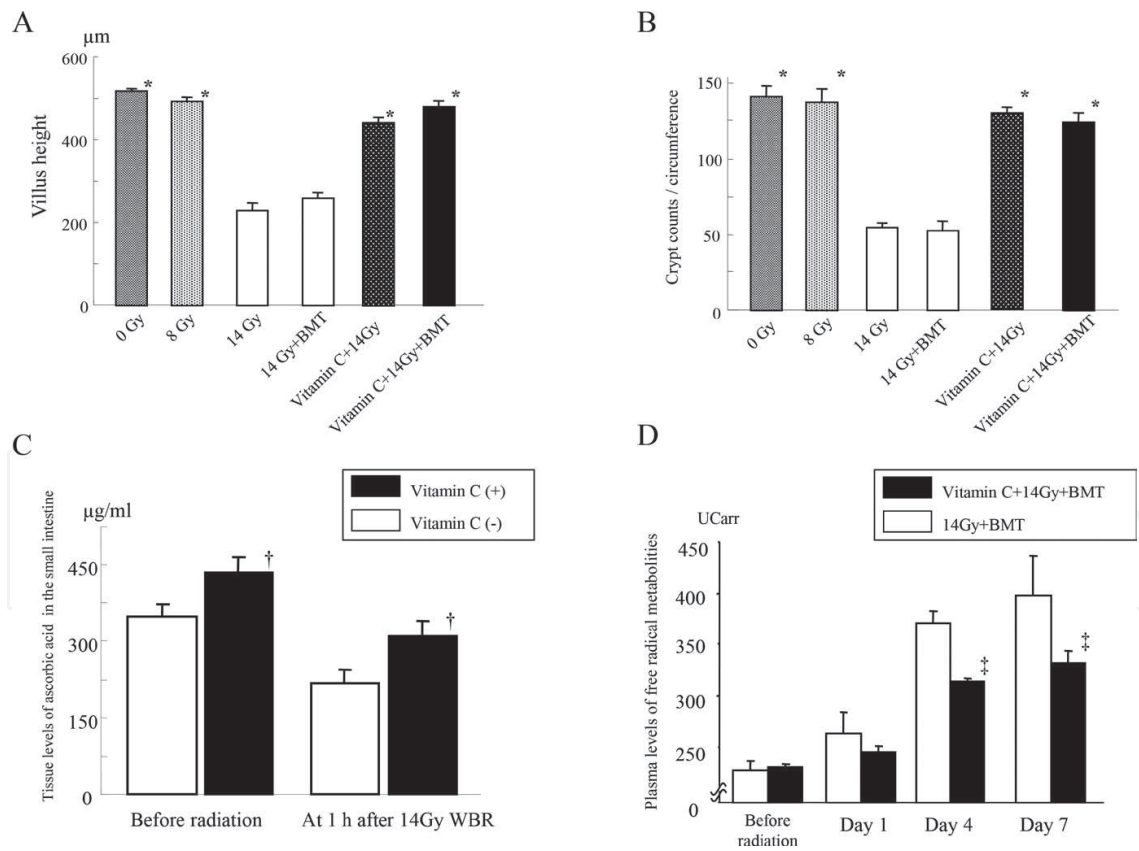 A
μm
Villus height
600
400
200
0
*
*
*
*
0 Gy
8 Gy
14 Gy
14 Gy+BMT
Vitamin C+14Gy
Vitamin C+14Gy+BMT
B
Crypt counts / circumference
150
100
50
0
*
*
*
*
0 Gy
8 Gy
14 Gy
14 Gy+BMT
Vitamin C+14Gy
Vitamin C+14Gy+BMT
C
Vitamin C (+)
Vitamin C (-)
μg/ml
Tissue levels of ascorbic acid in the small intestine
450
300
150
0
†
†
Before radiation
At 1 h after 14Gy WBR
D
Vitamin C+14Gy+BMT
14Gy+BMT
UCarr
Plasma levels of free radical metabolities
450
400
350
300
250
0
‡
‡
Before
radiation
Day 1
Day 4
Day 7